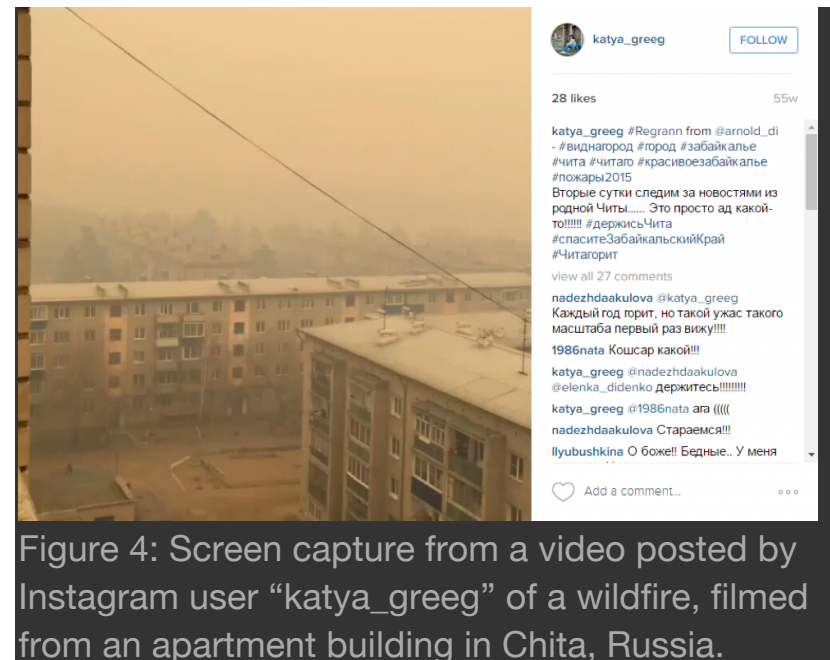 katya_greeg
FOLLOW
28 likes
55w
katya_greeg #Regrann from @arnold_di
- #виднагород #город #забайкалье
#чита #читаго #красивоезабайкалье
#пожары2015
Вторые сутки следим за новостями из
родной Читы...... Это просто ад какой-
то!!!!!! #держисьЧита
#спаситеЗабайкальскийКрай
#Читагорит
view all 27 comments
nadezhdaakulova @katya_greeg
Каждый год горит, но такой ужас такого
масштаба первый раз вижу!!!!
1986nata Кошсар какой!!!
katya_greeg @nadezhdaakulova
@elenka_didenko держитесь!!!!!!!!!
katya_greeg @1986nata ага (((((
nadezhdaakulova Стараемся!!!
llyubushkina О боже!! Бедные.. У меня
Add a comment...
Figure 4: Screen capture from a video posted by
Instagram user “katya_greeg” of a wildfire, filmed
from an apartment building in Chita, Russia.